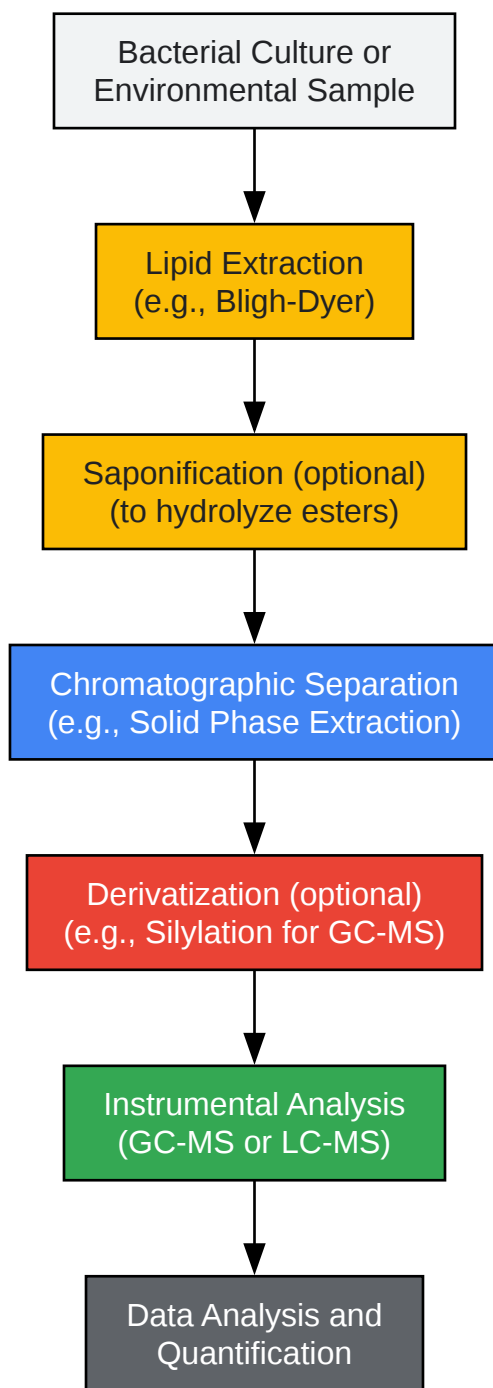 Bacterial Culture or
Environmental Sample
Lipid Extraction
(e.g., Bligh-Dyer)
Saponification (optional)
(to hydrolyze esters)
Chromatographic Separation
(e.g., Solid Phase Extraction)
Derivatization (optional)
(e.g., Silylation for GC-MS)
Instrumental Analysis
(GC-MS or LC-MS)
Data Analysis and
Quantification